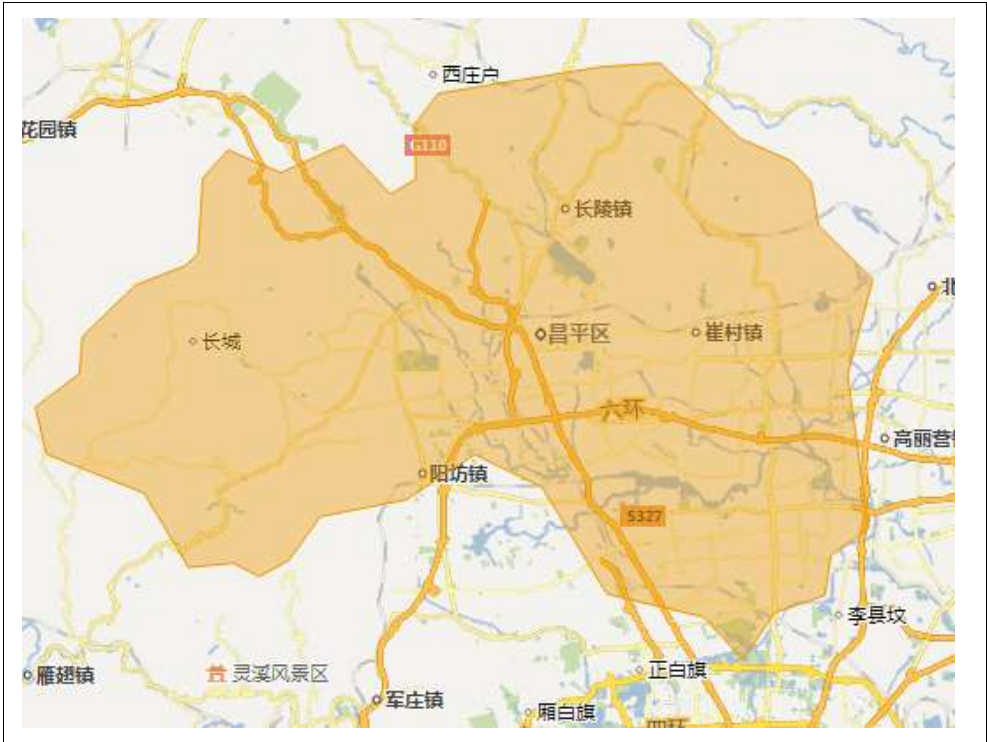 西庄户
花园镇
G110
长陵镇
北
长城
昌平区
崔村镇
六环
高丽营
阳坊镇
S327
李县坟
雁翅镇
灵溪风景区
正白旗
军庄镇
厢白旗
四环